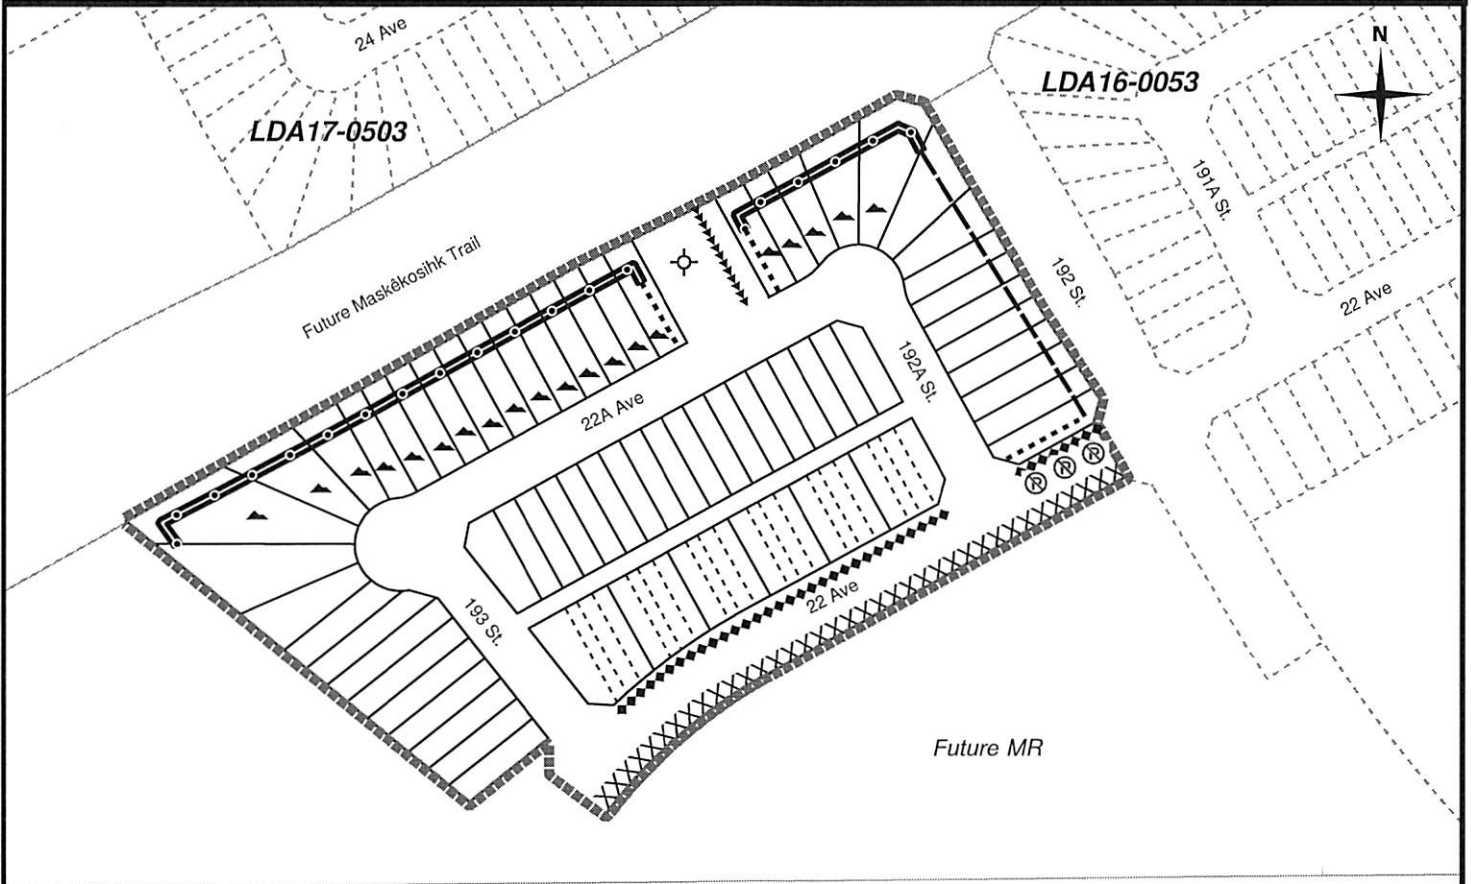 24 Ave
N
LDA16-0053
LDA17-0503
191A St.
Future Maskêkosihk Trail
192 St.
22 Ave
192A St.
22A Ave
R
R
R
193 St.
22 Ave
Future MR